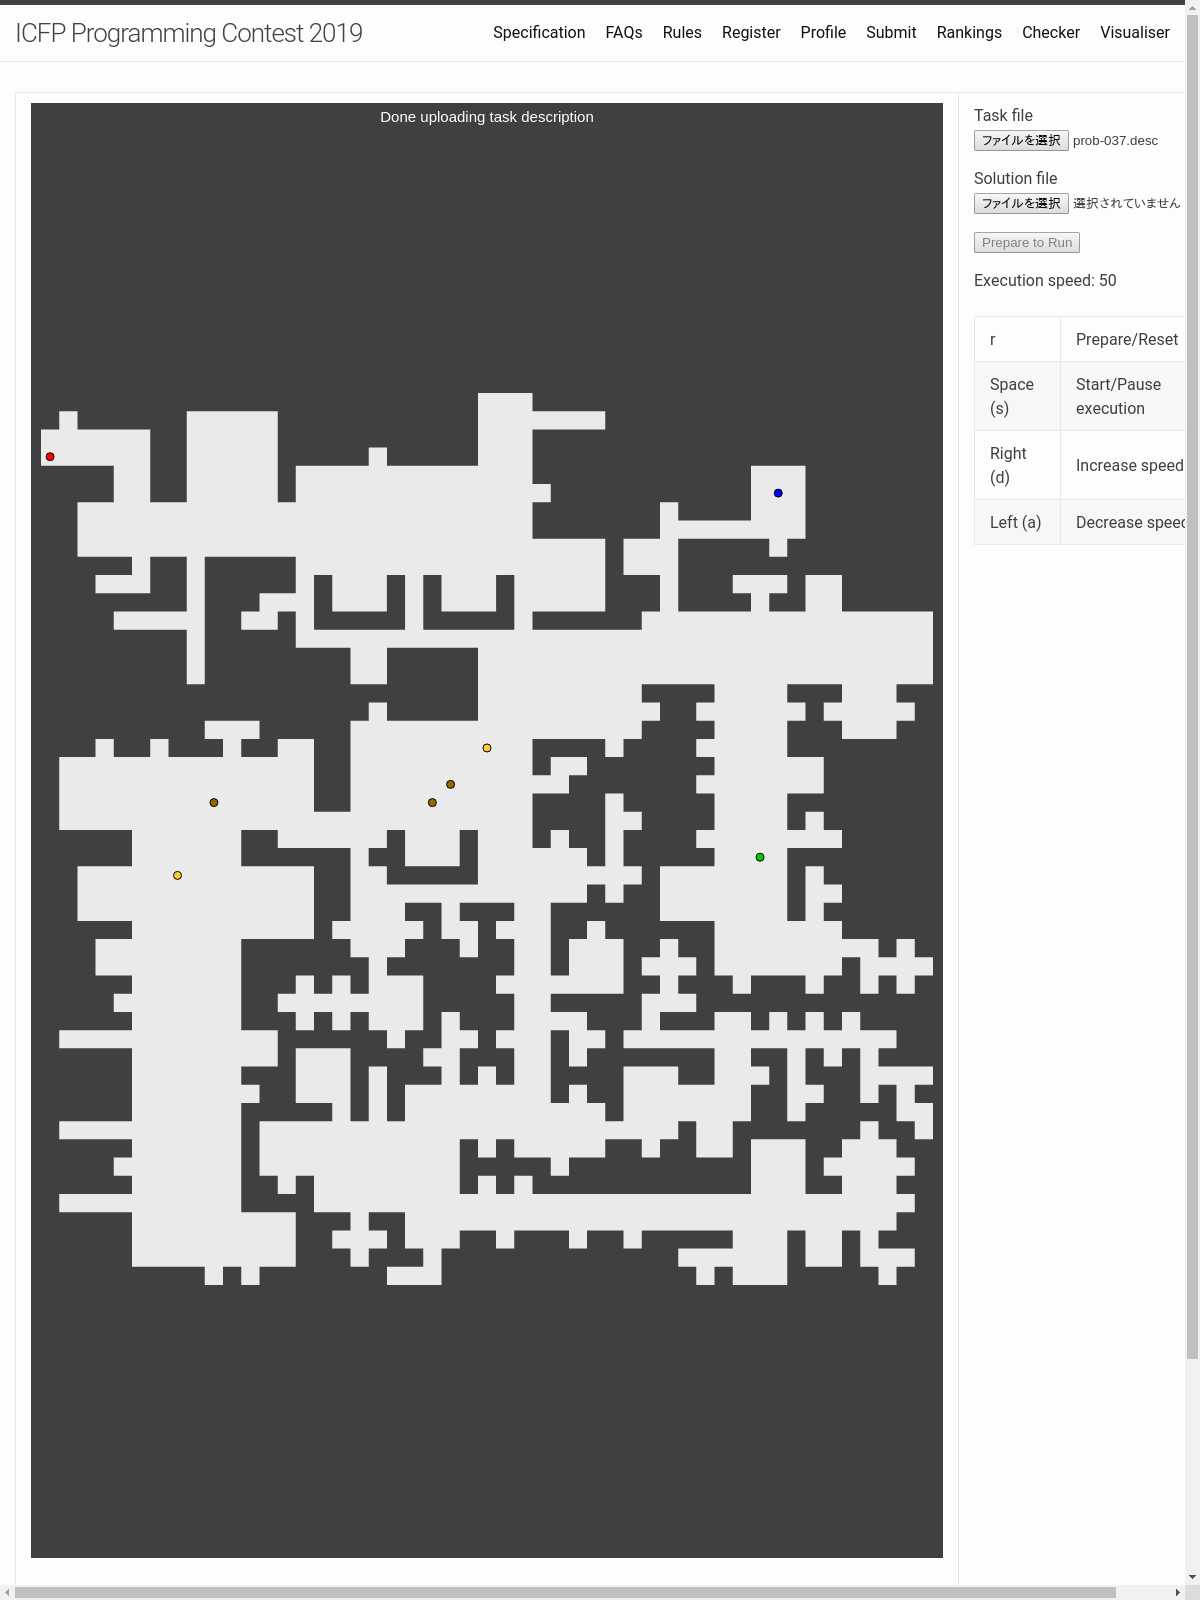 ICFP Programming Contest 2019
Specification FAQs Rules Register Profile Submit Rankings Checker Visualiser
Done uploading task description
Task file
ファイルを選択 prob-037.desc
Solution file
ファイルを選択 選択されていません
Prepare to Run
Execution speed: 50
r Prepare/Reset
Space (s) Start/Pause execution
Right (d) Increase speed
Left (a) Decrease speed